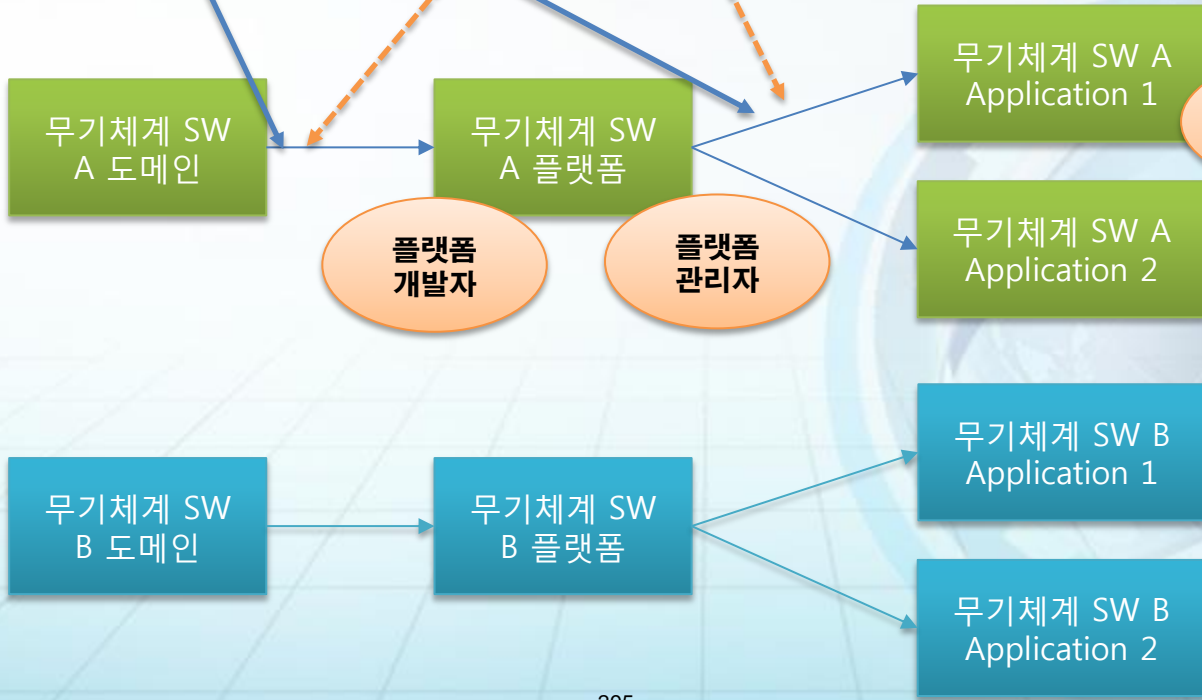 무기체계 SW A
Application 1
무기체계 SW
A 도메인
무기체계 SW
A 플랫폼
무기체계 SW A
Application 2
플랫폼
개발자
플랫폼
관리자
무기체계 SW B
Application 1
무기체계 SW
B 도메인
무기체계 SW
B 플랫폼
무기체계 SW B
Application 2